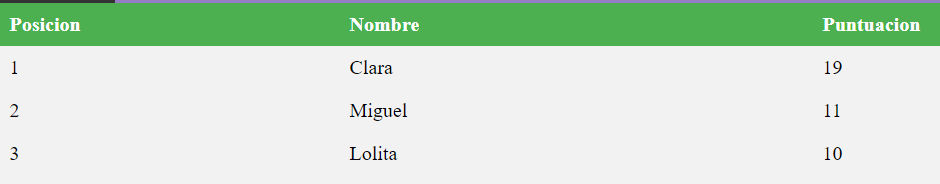 Posicion Nombre Puntuacion
1 Clara 19
2 Miguel 11
3 Lolita 10